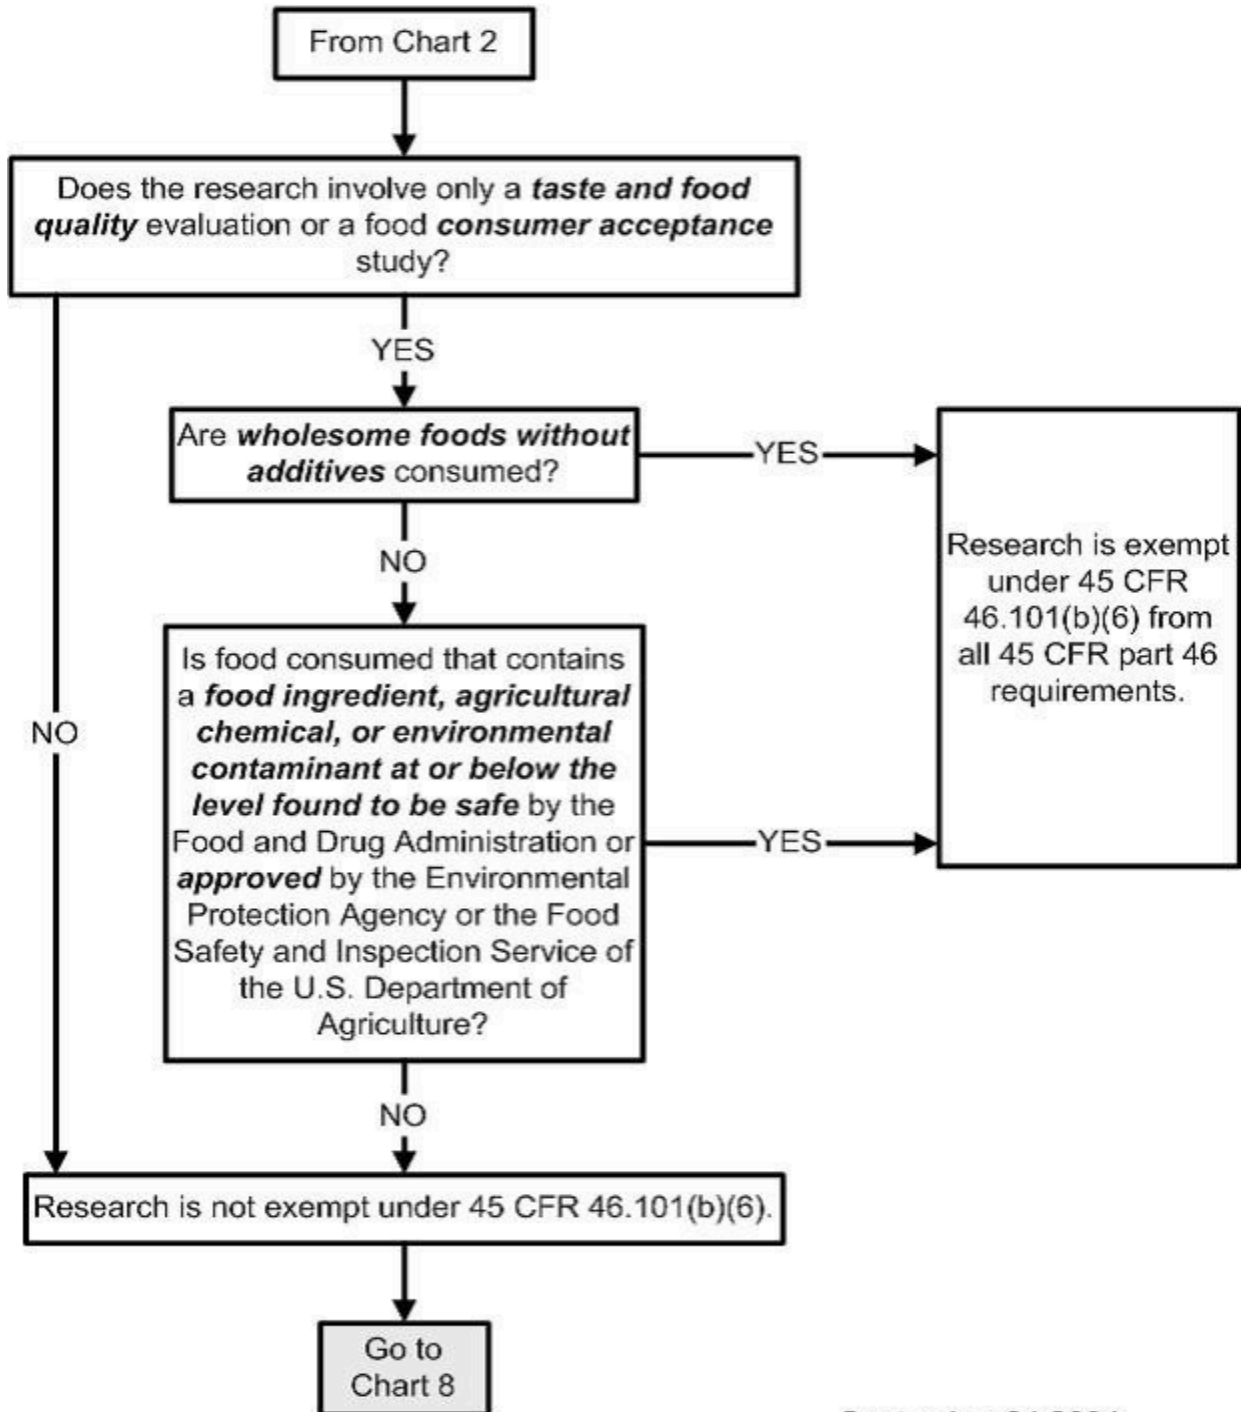 From Chart 2
Does the research involve only a taste and food
quality evaluation or a food consumer acceptance
study?
YES
Are wholesome foods without
additives consumed?
YES
NO
Research is exempt
under 45 CFR
46.101(b)(6) from
all 45 CFR part 46
requirements.
Is food consumed that contains
a food ingredient, agricultural
chemical, or environmental
contaminant at or below the
level found to be safe by the
Food and Drug Administration or
approved by the Environmental
Protection Agency or the Food
Safety and Inspection Service of
the U.S. Department of
Agriculture?
NO
YES
NO
Research is not exempt under 45 CFR 46.101(b)(6).
Go to
Chart 8